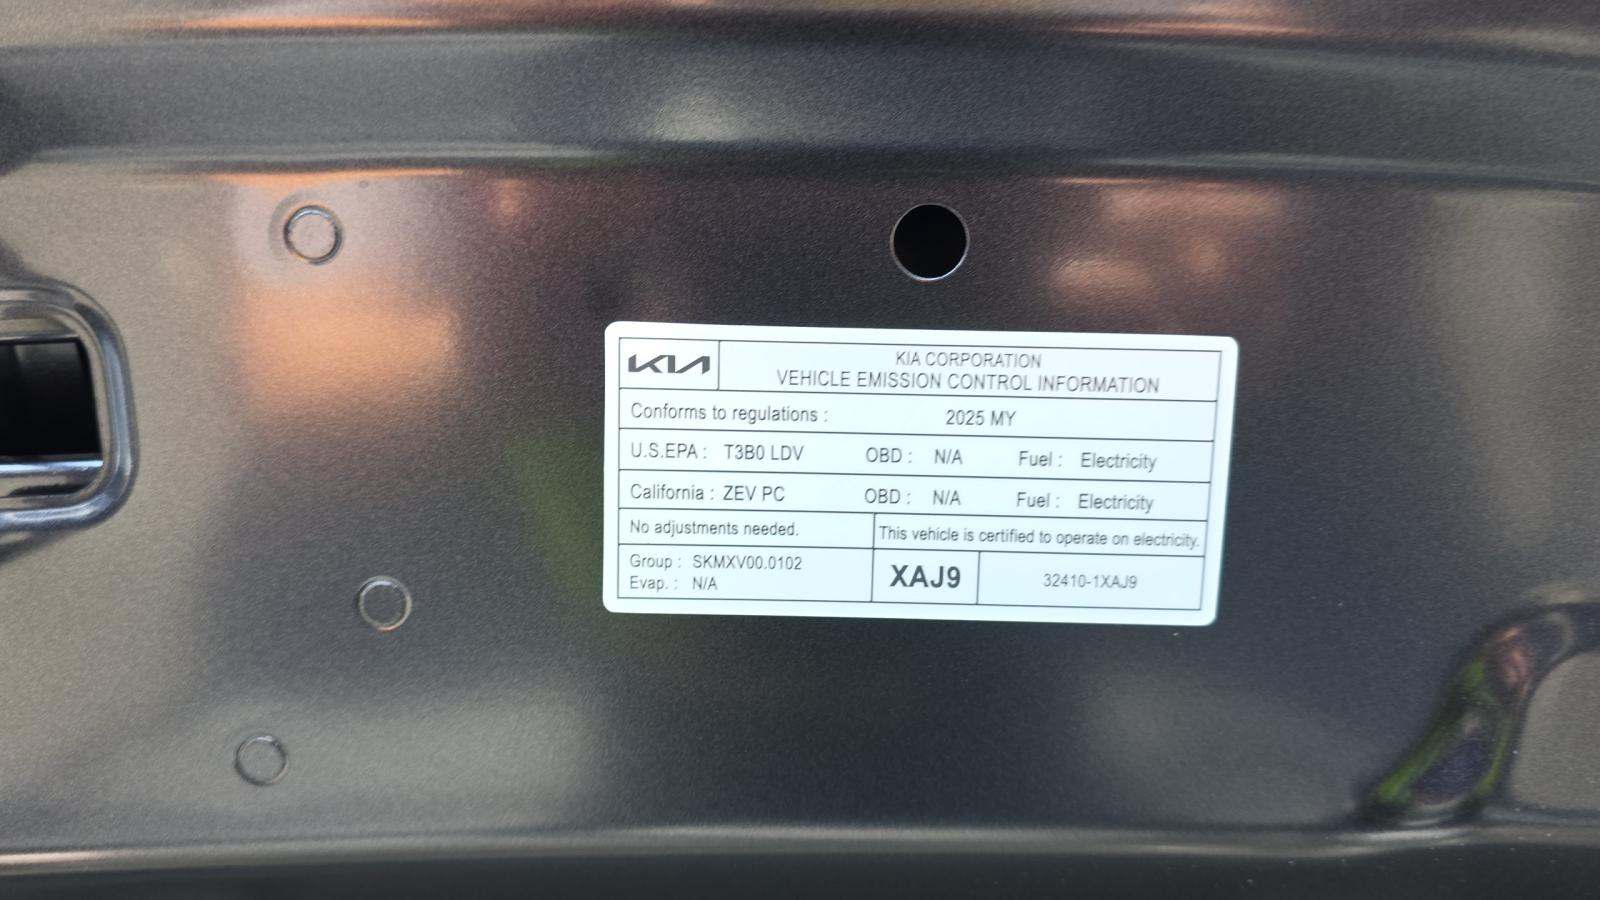 KIA
KIA CORPORATION
VEHICLE EMISSION CONTROL INFORMATION
Conforms to regulations : 2025 MY
U.S.EPA : T3B0 LDV OBD : N/A Fuel : Electricity
California : ZEV PC OBD : N/A Fuel : Electricity
No adjustments needed. This vehicle is certified to operate on electricity.
Group : SKMXV00.0102
Evap. : N/A
XAJ9
32410-1XAJ9